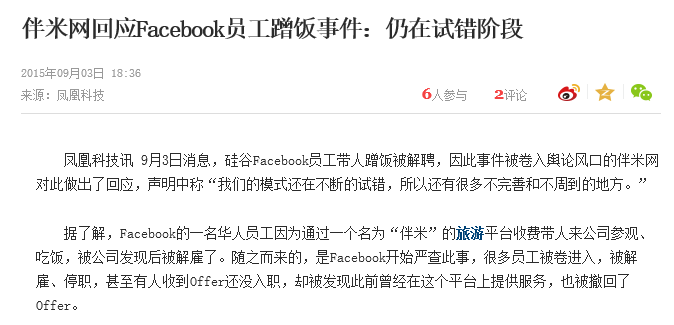 伴米网回应Facebook员工蹭饭事件：仍在试错阶段
2015年09月03日 18:36
来源：凤凰科技
6人参与 2评论
凤凰科技讯 9月3日消息，硅谷Facebook员工带人蹭饭被解聘，因此事件被卷入舆论风口的伴米网
对此做出了回应，声明中称“我们的模式还在不断的试错，所以还有很多不完善和不周到的地方。”
据了解，Facebook的一名华人员工因为通过一个名为“伴米”的旅游平台收费带人来公司参观、
吃饭，被公司发现后被解雇了。随之而来的，是Facebook开始严查此事，很多员工被卷进入，被解
雇、停职，甚至有人收到Offer还没入职，却被发现此前曾经在这个平台上提供服务，也被撤回了
Offer。